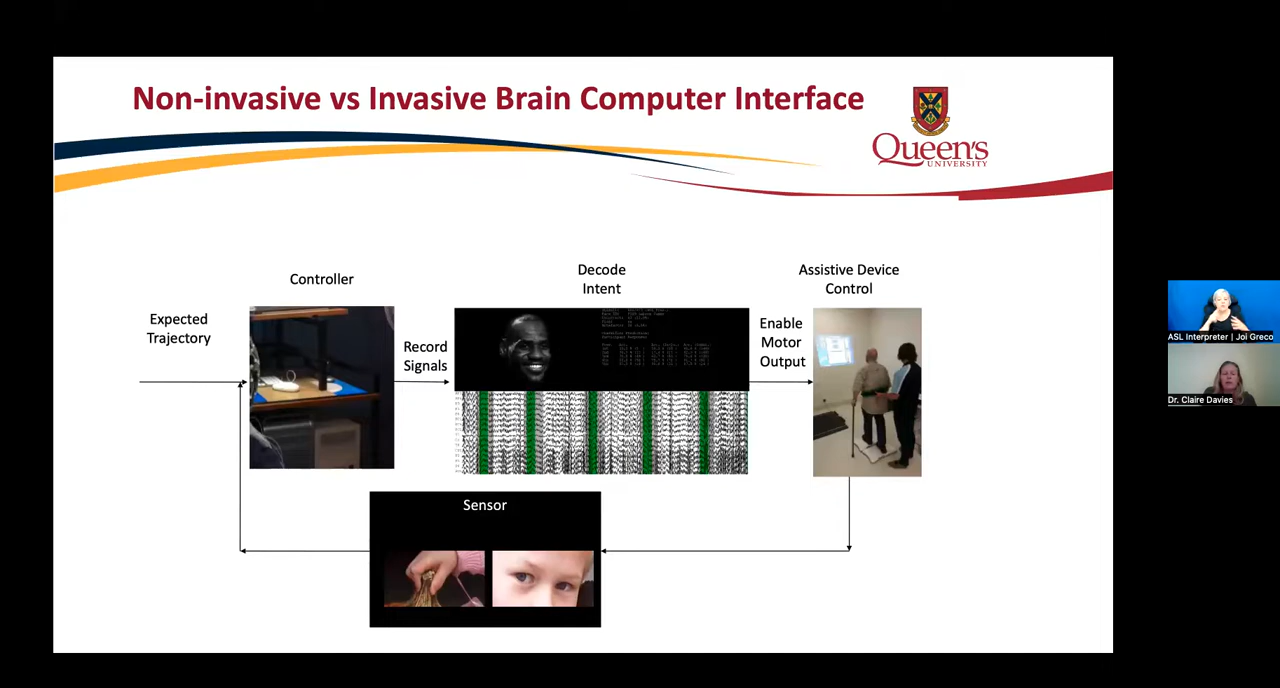 Non-invasive vs Invasive Brain Computer Interface
Queen's
UNIVERSITY
Controller
Decode
Intent
Assistive Device
Control
Expected
Trajectory
Record
Signals
Enable
Motor
Output
Sensor
ASL Interpreter | Joi Greco
Dr. Claire Davies